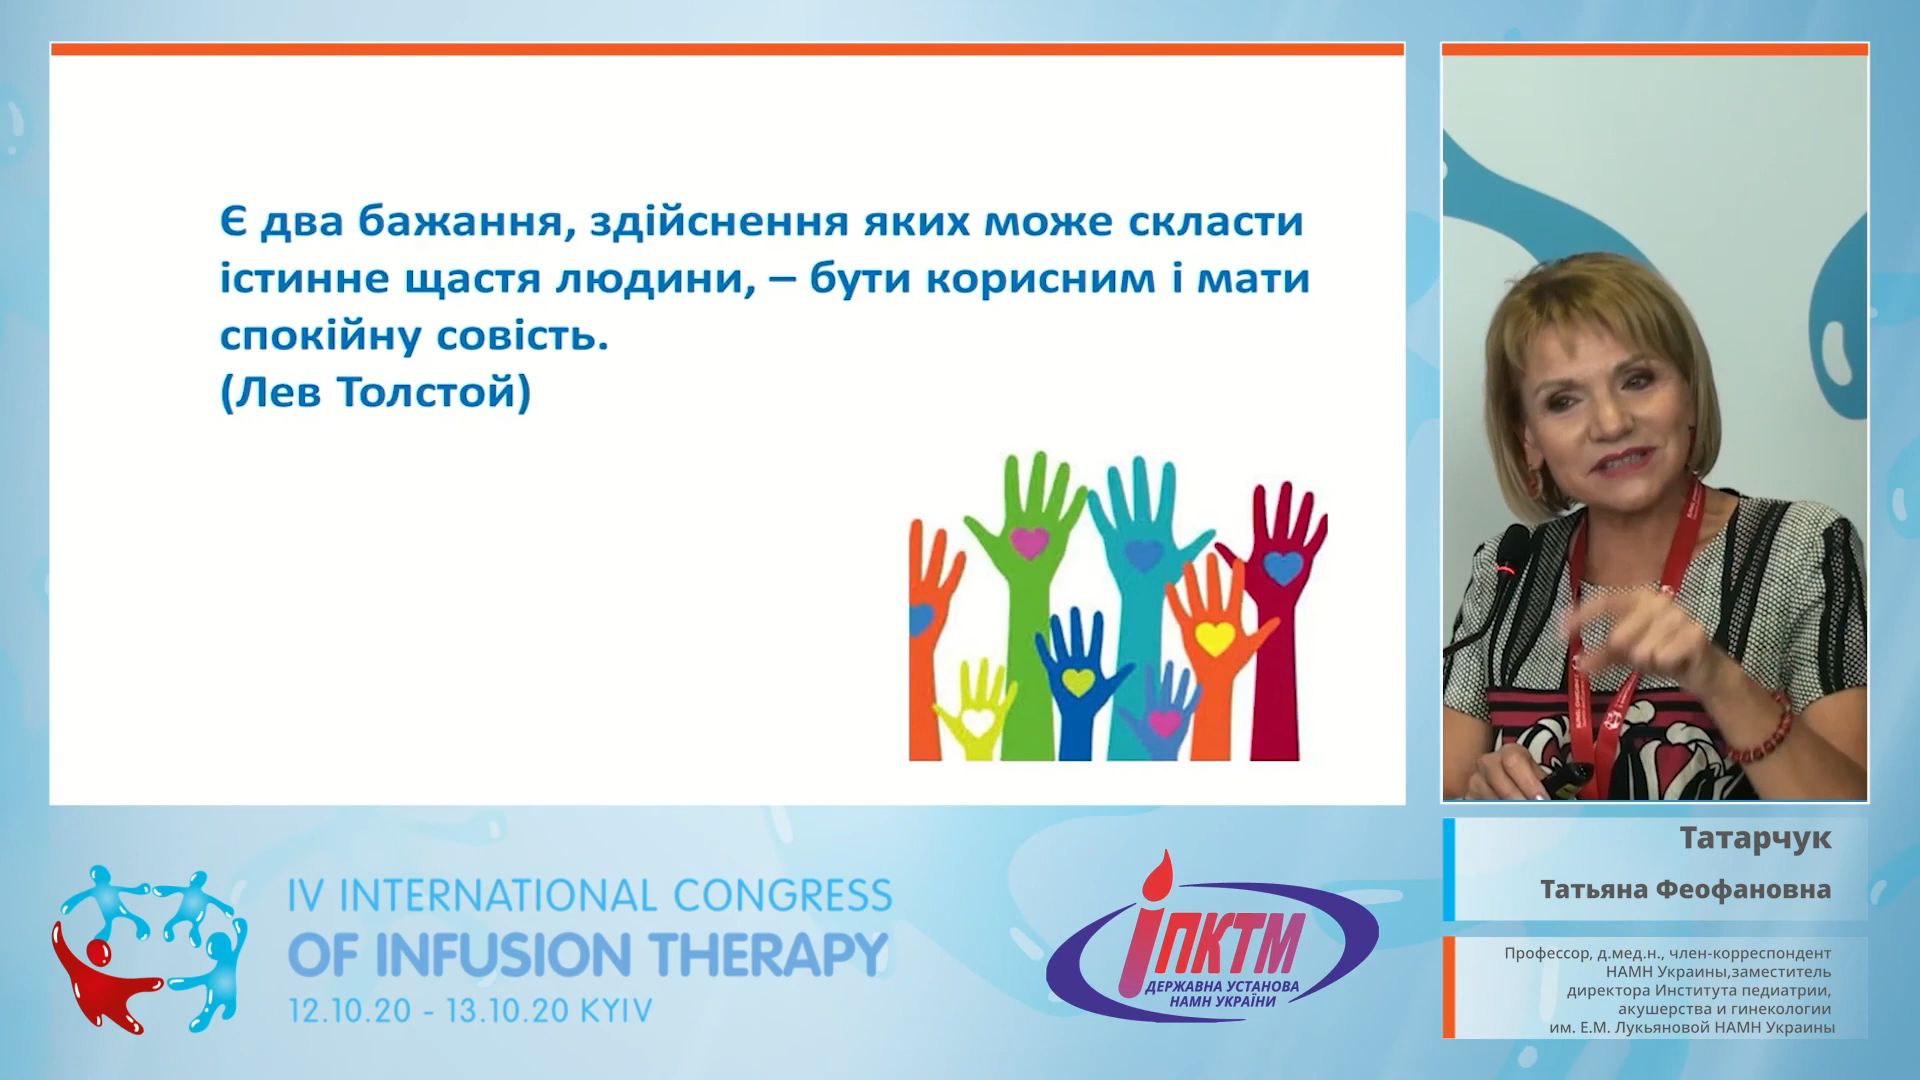 Є два бажання, здійснення яких може скласти
істинне щастя людини, – бути корисним і мати
спокійну совість.
(Лев Толстой)
IV INTERNATIONAL CONGRESS
OF INFUSION THERAPY
12.10.20 - 13.10.20 KYIV
іПКТМ
ДЕРЖАВНА УСТАНОВА
НАМН УКРАЇНИ
Татарчук
Татьяна Феофановна
Профессор, д.мед.н., член-корреспондент
НАМН Украины,заместитель
директора Института педиатрии,
акушерства и гинекологии
им. Е.М. Лукьяновой НАМН Украины